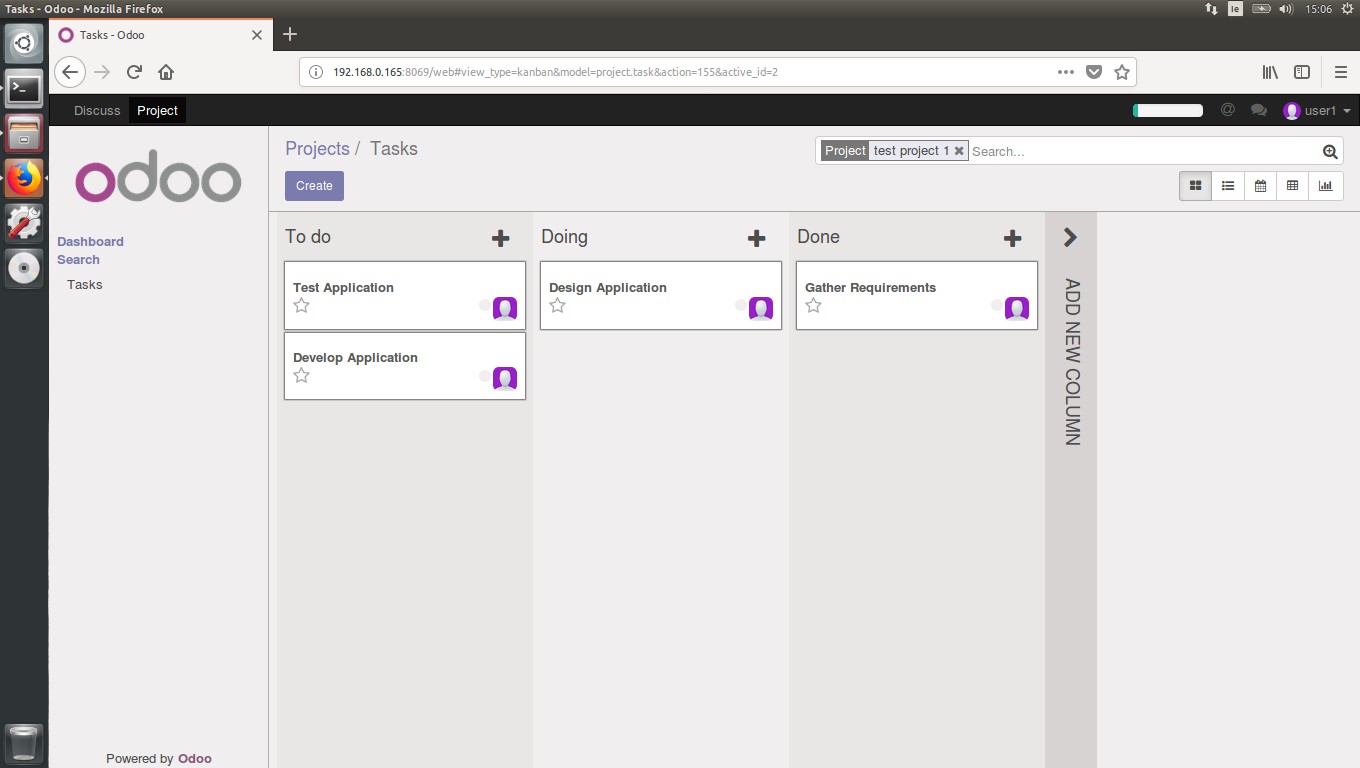 Tasks - Odoo - Mozilla Firefox
Ie
15:06
Tasks - Odoo
192.168.0.165:8069/web#view_type=kanban&model=project.task&action=155&active_id=2
Discuss
Project
@
user1
odoo
Dashboard
Search
Tasks
Powered by Odoo
Projects / Tasks
Project test project 1 Search...
Create
To do
Test Application
Develop Application
Doing
Design Application
Done
Gather Requirements
ADD NEW COLUMN